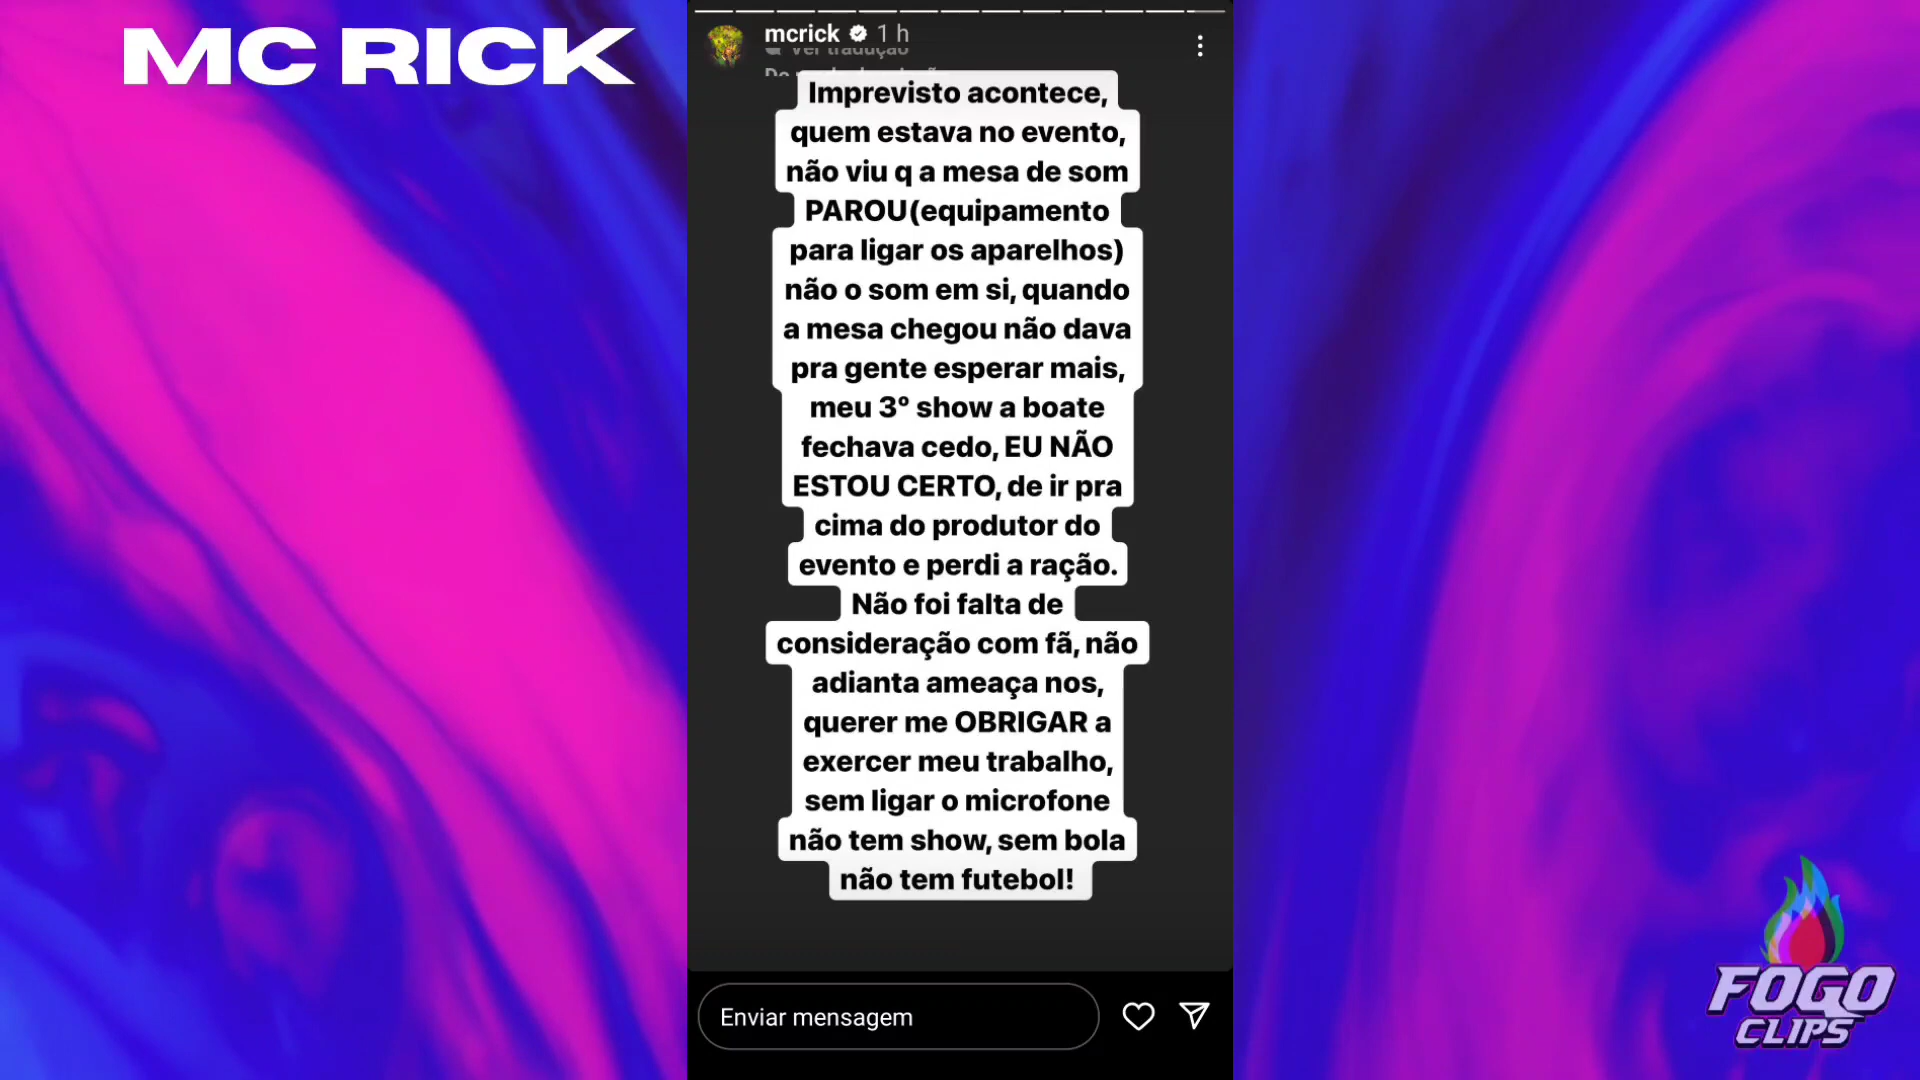 MC RICK
mcrick 1 h
Ver tradução
Imprevisto acontece,
quem estava no evento,
não viu q a mesa de som
PAROU(equipamento
para ligar os aparelhos)
não o som em si, quando
a mesa chegou não dava
pra gente esperar mais,
meu 3º show a boate
fechava cedo, EU NÃO
ESTOU CERTO, de ir pra
cima do produtor do
evento e perdi a ração.
Não foi falta de
consideração com fã, não
adianta ameaça nos,
querer me OBRIGAR a
exercer meu trabalho,
sem ligar o microfone
não tem show, sem bola
não tem futebol!
Enviar mensagem
FOGO
CLIPS